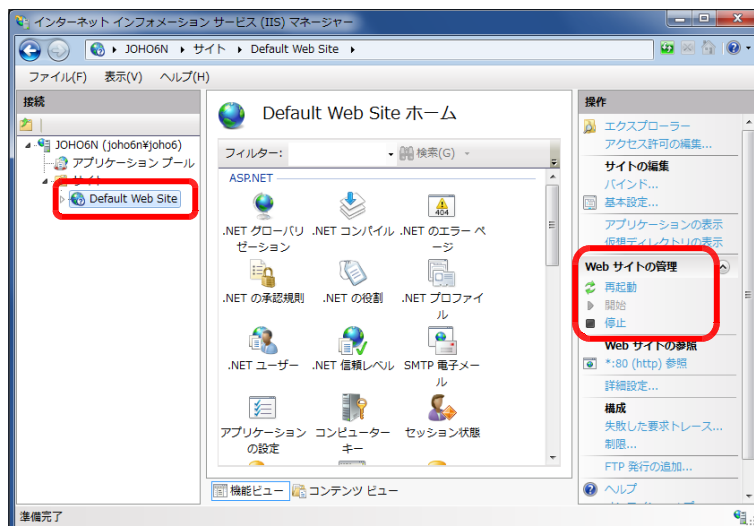 インターネット インフォメーション サービス (IIS) マネージャー
JOHO6N サイト Default Web Site
ファイル(F) 表示(V) ヘルプ(H)
接続
JOHO6N (joho6n¥joho6)
アプリケーション プール
サイト
Default Web Site
Default Web Site ホーム
フィルター: 検索(G)
ASP.NET
.NET グローバリゼーション
.NET コンパイル
404
.NET のエラー ページ
.NET の承認規則
.NET の役割
.NET プロファイル
.NET ユーザー
.NET 信頼レベル
SMTP 電子メール
アプリケーションの設定
コンピューター キー
セッション状態
機能ビュー コンテンツ ビュー
操作
エクスプローラー
アクセス許可の編集...
サイトの編集
バインド...
基本設定...
アプリケーションの表示
仮想ディレクトリの表示
Web サイトの管理
再起動
開始
停止
Web サイトの参照
*:80 (http) 参照
詳細設定...
構成
失敗した要求トレース...
制限...
FTP 発行の追加...
ヘルプ
準備完了